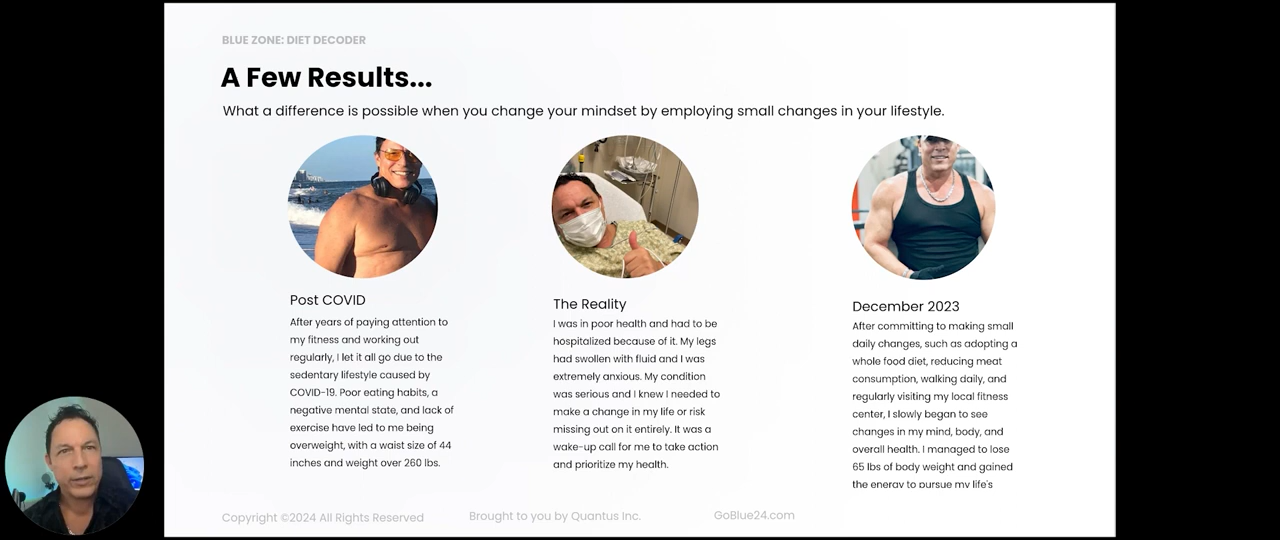 BLUE ZONE: DIET DECODER
A Few Results...
What a difference is possible when you change your mindset by employing small changes in your lifestyle.
Post COVID
After years of paying attention to
my fitness and working out
regularly, I let it all go due to the
sedentary lifestyle caused by
COVID-19. Poor eating habits, a
negative mental state, and lack of
exercise have led to me being
overweight, with a waist size of 44
inches and weight over 260 lbs.
The Reality
I was in poor health and had to be
hospitalized because of it. My legs
had swollen with fluid and I was
extremely anxious. My condition
was serious and I knew I needed to
make a change in my life or risk
missing out on it entirely. It was a
wake-up call for me to take action
and prioritize my health.
December 2023
After committing to making small
daily changes, such as adopting a
whole food diet, reducing meat
consumption, walking daily, and
regularly visiting my local fitness
center, I slowly began to see
changes in my mind, body, and
overall health. I managed to lose
65 lbs of body weight and gained
the energy to pursue my life's
Copyright ©2024 All Rights Reserved
Brought to you by Quantus Inc.
GoBlue24.com